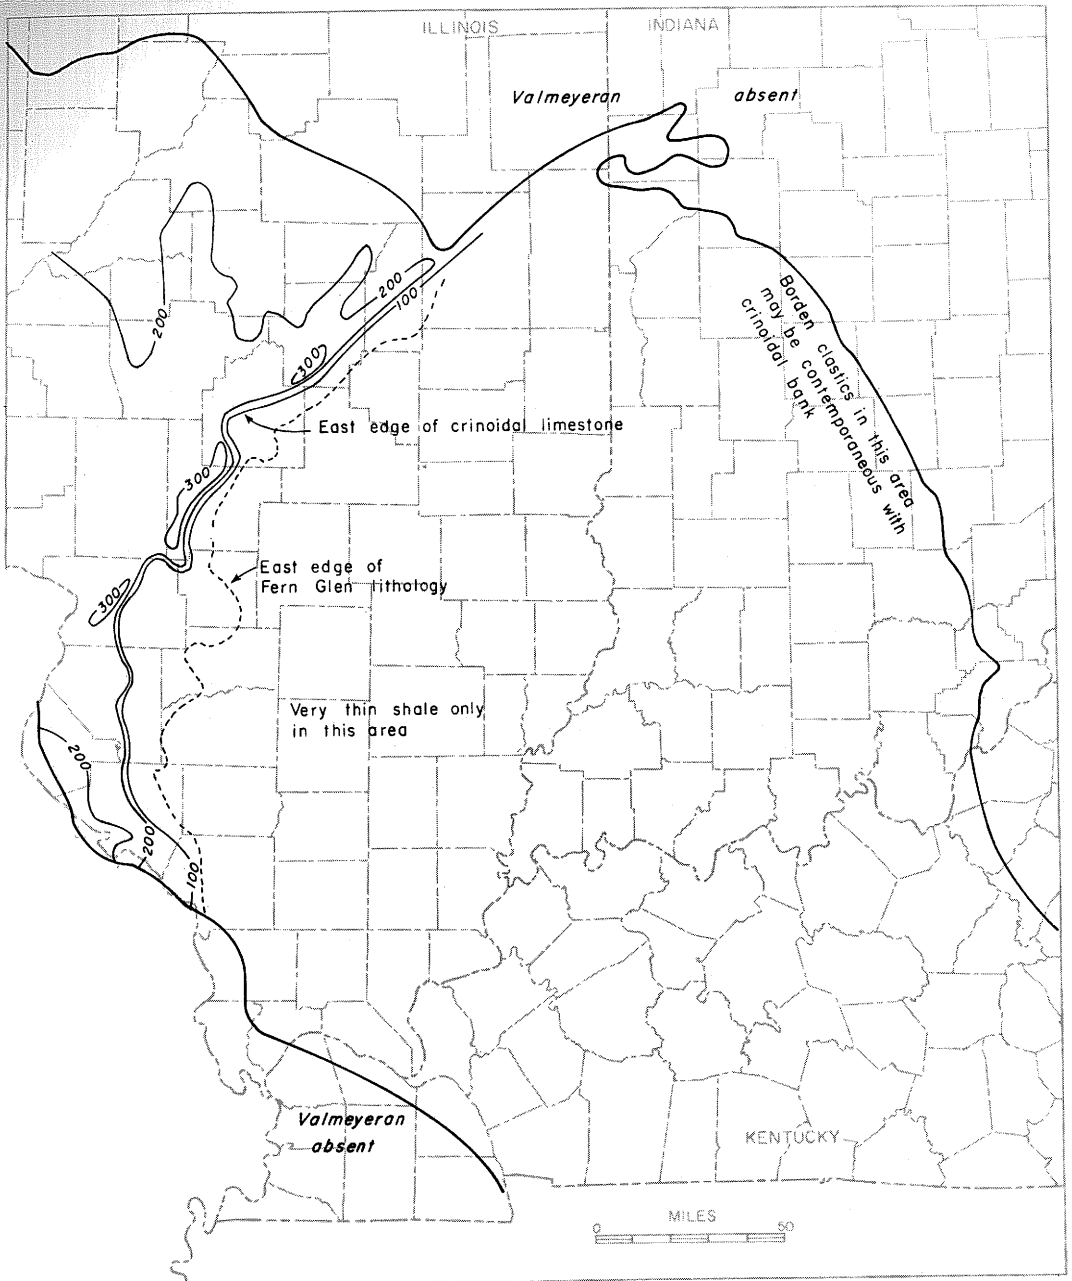 ILLINOIS
INDIANA
Valmeyeran
absent
200
200
100
300
200
Borden clastics in this area
may be contemporaneous with
crinoidal bank
East edge of crinoidal limestone
300
East edge of
Fern Glen lithology
300
Very thin shale only
in this area
200
200
100
Valmeyeran
absent
KENTUCKY
MILES
0
50